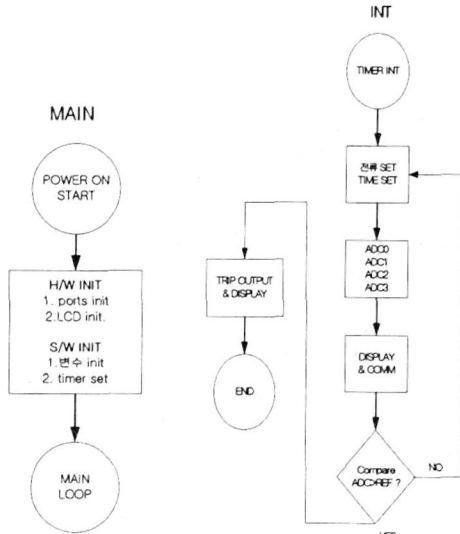 MAIN
POWER ON
START
H/W INIT
1. ports init
2.LCD init.
S/W INIT
1.변수 init
2. timer set
MAIN
LOOP
INT
TIMER INT
전류 SET
TIME SET
ADC0
ADC1
ADC2
ADC3
DISPLAY
& COMM
Compare
ADC>REF ?
NO
YES
TRIP OUTPUT
& DISPLAY
END